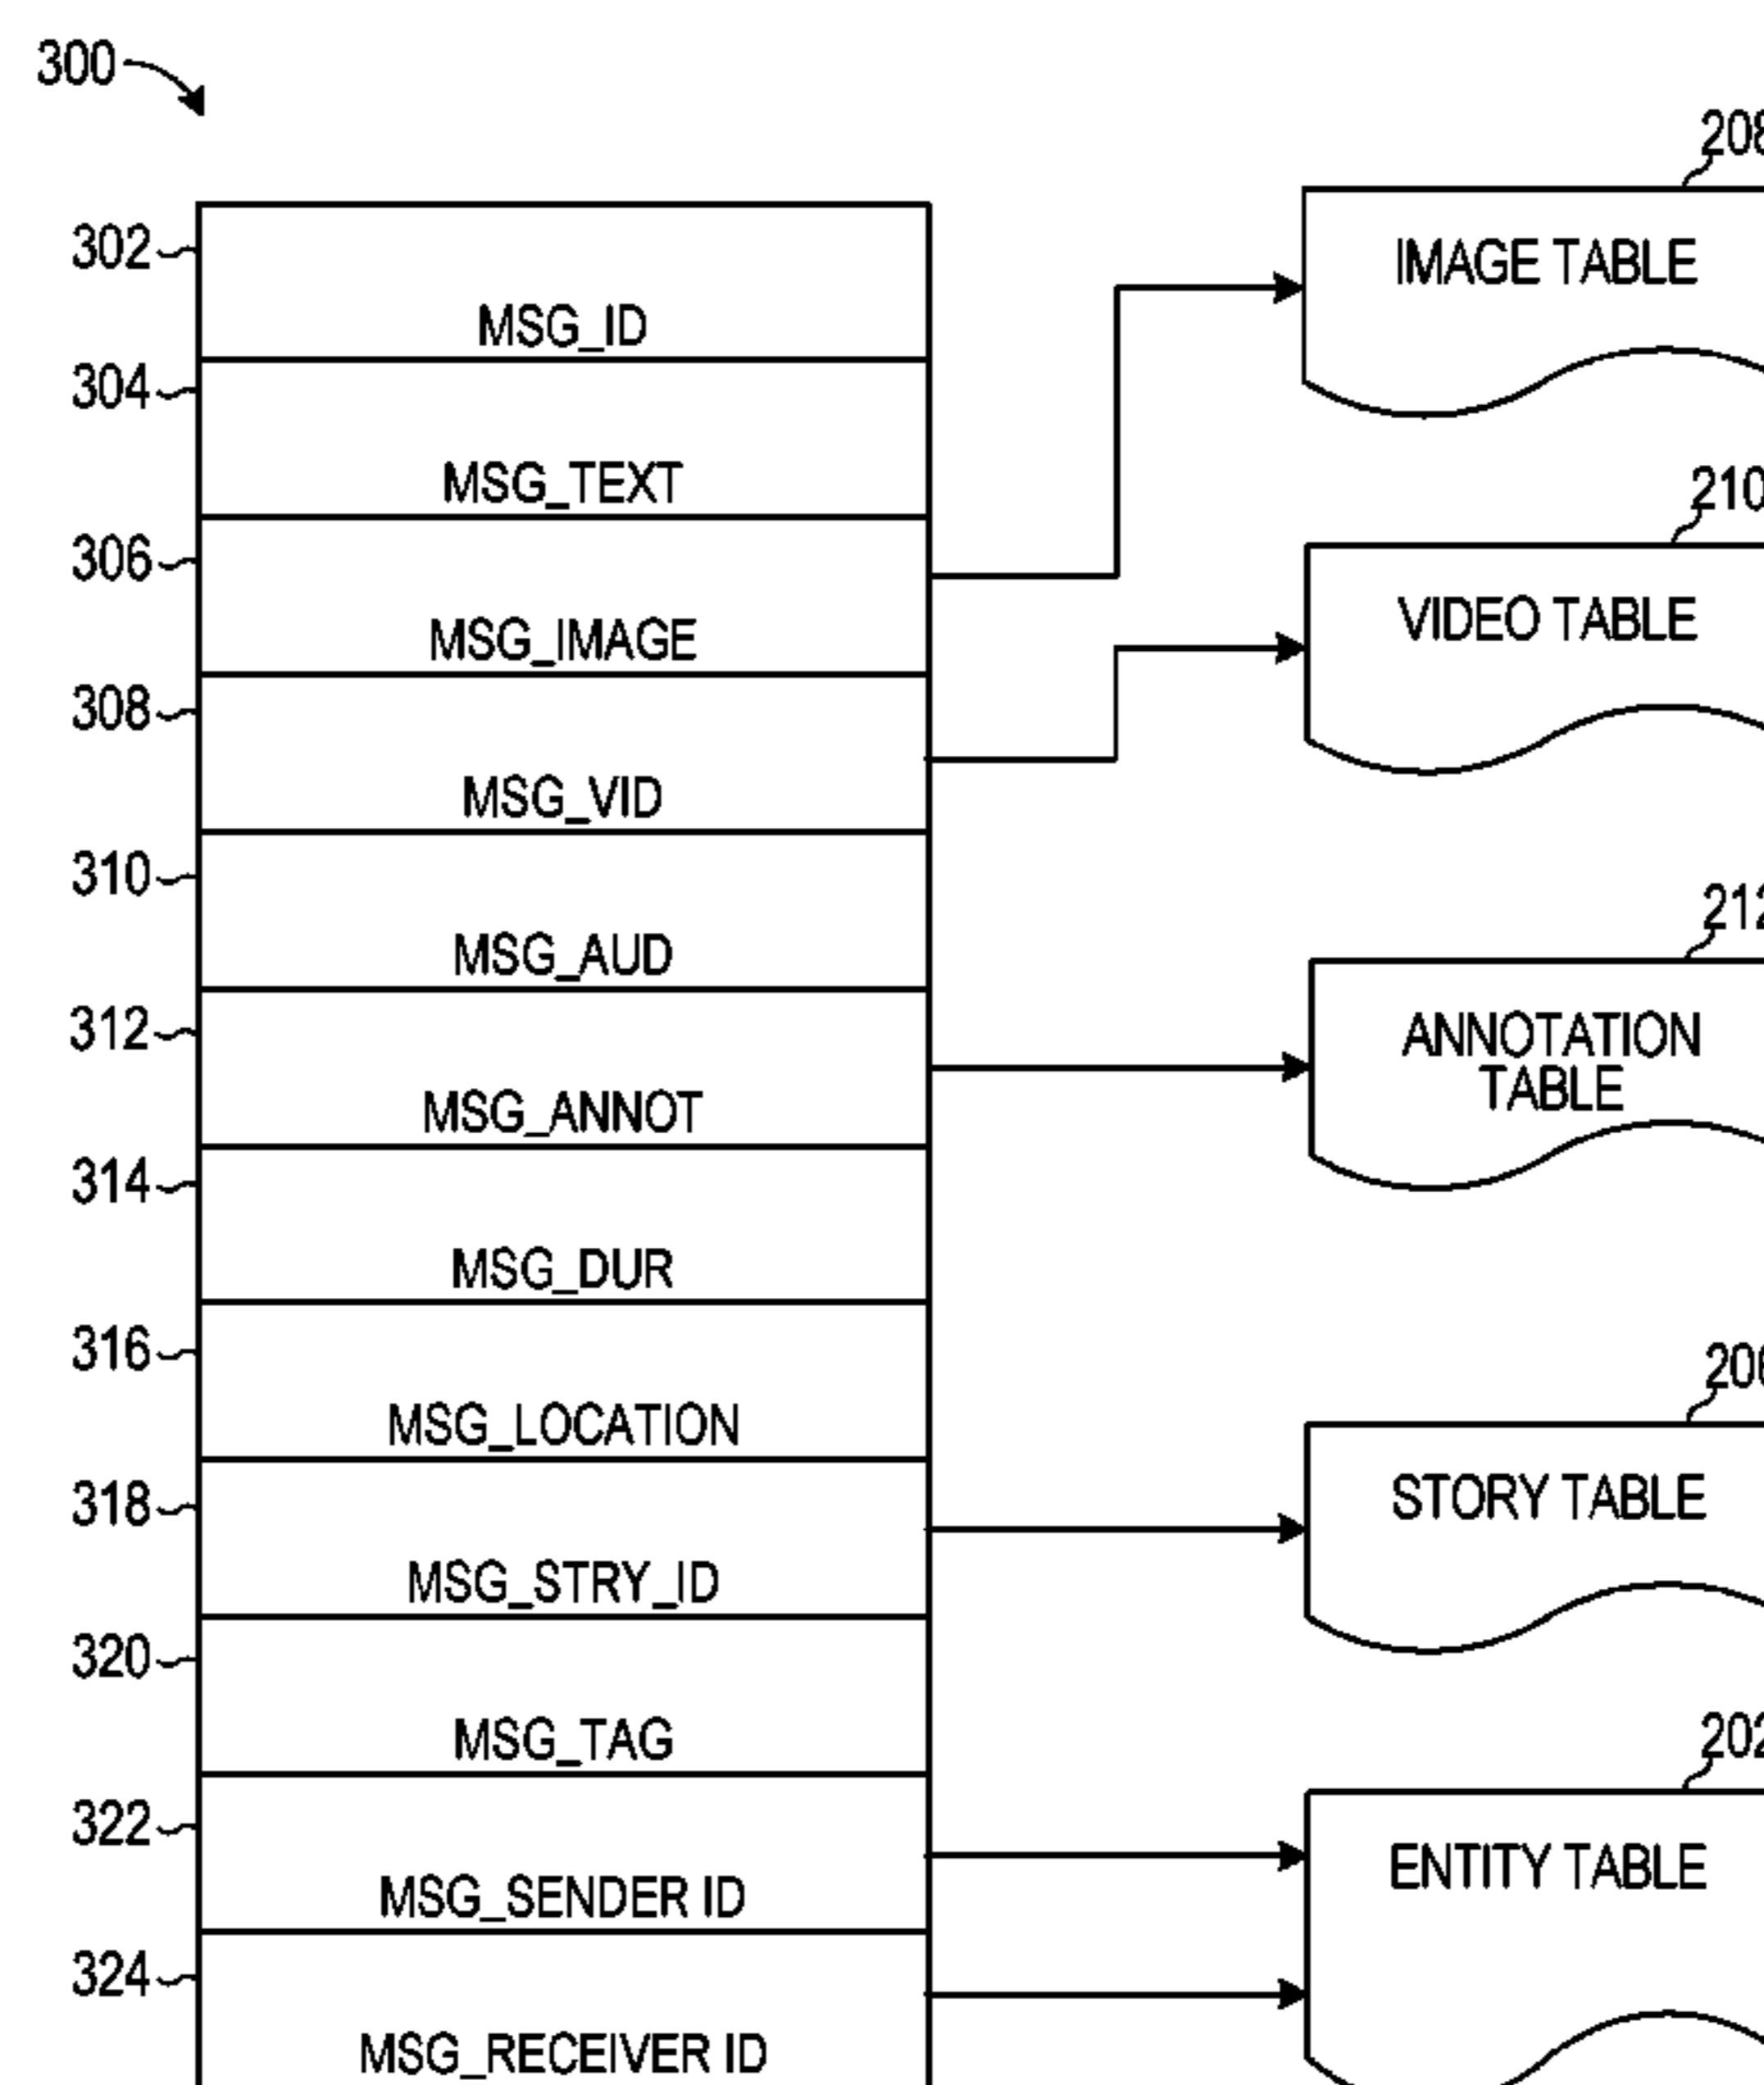 300
302
MSG_ID
304
MSG_TEXT
306
MSG_IMAGE
308
MSG_VID
310
MSG_AUD
312
MSG_ANNOT
314
MSG_DUR
316
MSG_LOCATION
318
MSG_STRY_ID
320
MSG_TAG
322
MSG_SENDER ID
324
MSG_RECEIVER ID
208
IMAGE TABLE
210
VIDEO TABLE
212
ANNOTATION
TABLE
206
STORY TABLE
202
ENTITY TABLE